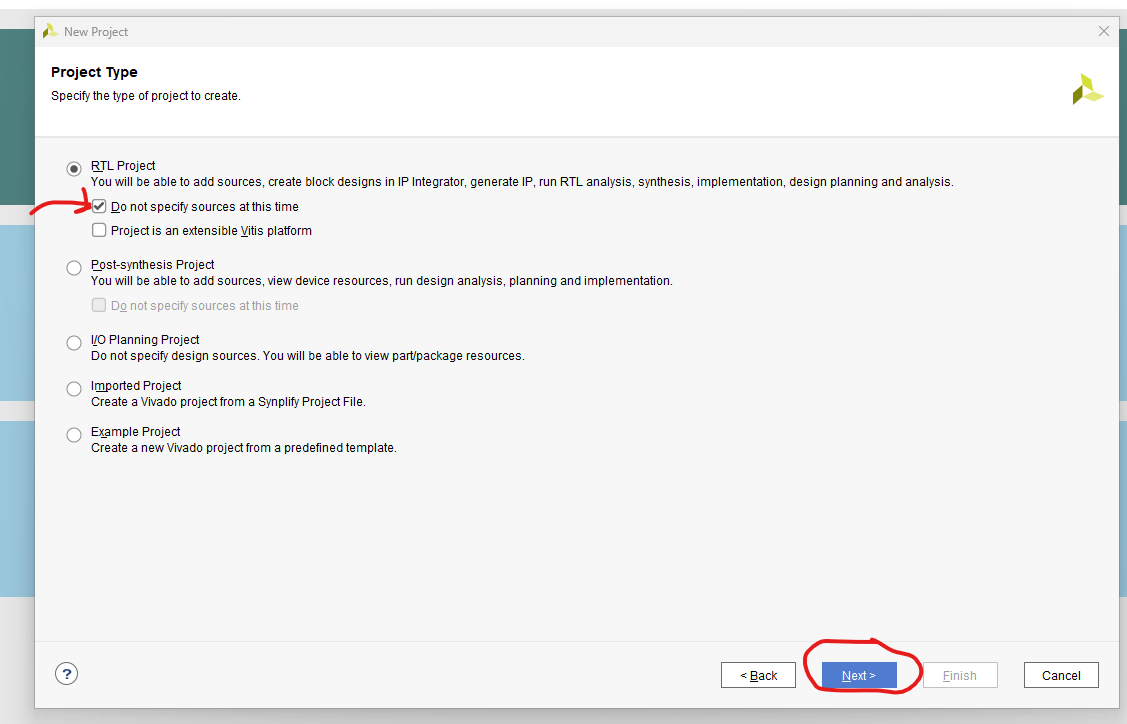 New Project
Project Type
Specify the type of project to create.
RTL Project
You will be able to add sources, create block designs in IP Integrator, generate IP, run RTL analysis, synthesis, implementation, design planning and analysis.
Do not specify sources at this time
Project is an extensible Vitis platform
Post-synthesis Project
You will be able to add sources, view device resources, run design analysis, planning and implementation.
Do not specify sources at this time
I/O Planning Project
Do not specify design sources. You will be able to view part/package resources.
Imported Project
Create a Vivado project from a Synplify Project File.
Example Project
Create a new Vivado project from a predefined template.
?
< Back
Next >
Finish
Cancel